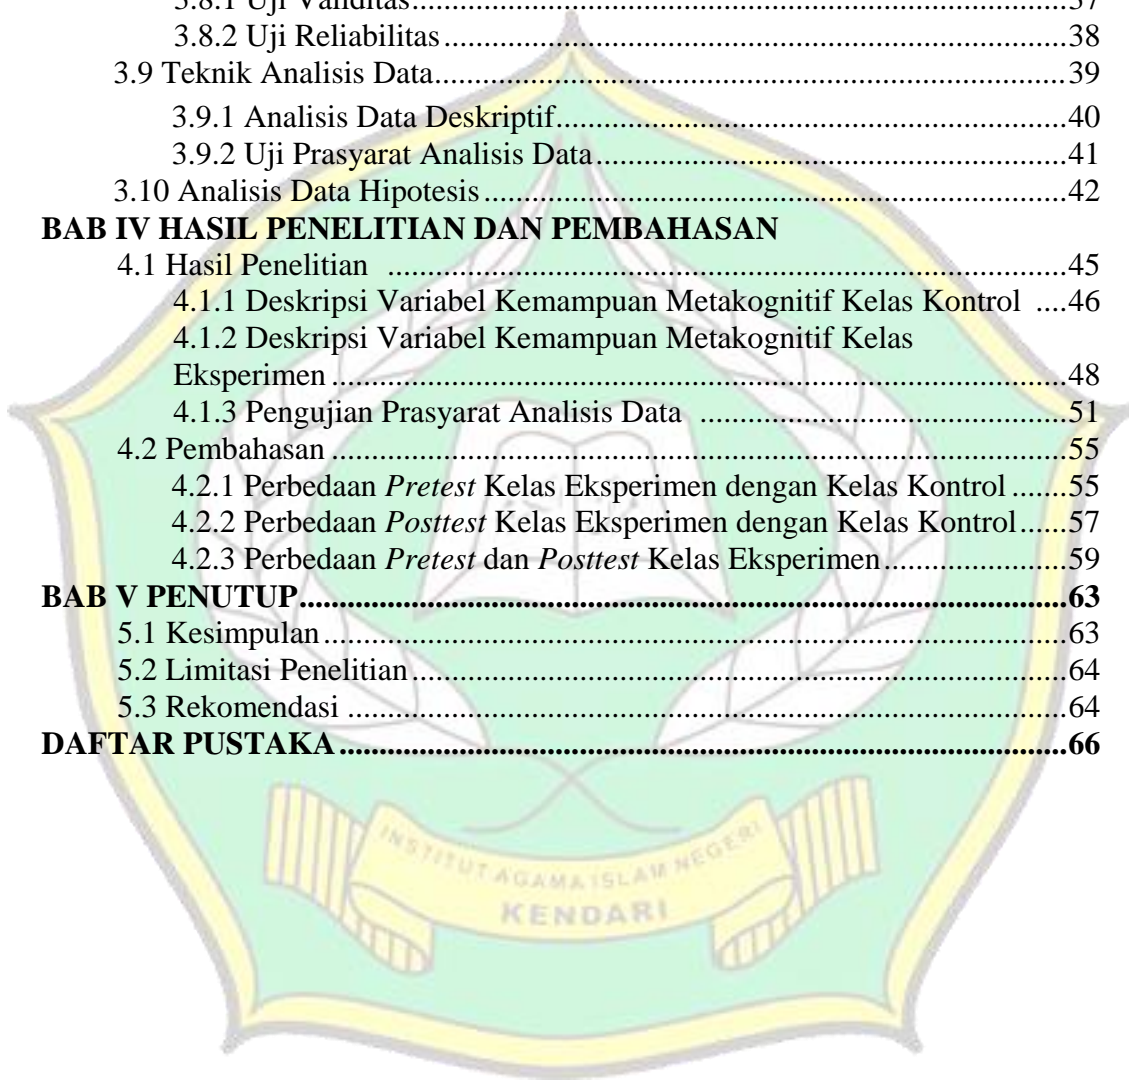 3.8.1 Uji Validitas....................................................................................37
3.8.2 Uji Reliabilitas................................................................................38
3.9 Teknik Analisis Data.................................................................................39
3.9.1 Analisis Data Deskriptif..................................................................40
3.9.2 Uji Prasyarat Analisis Data.............................................................41
3.10 Analisis Data Hipotesis...........................................................................42
BAB IV HASIL PENELITIAN DAN PEMBAHASAN
4.1 Hasil Penelitian .......................................................................................45
4.1.1 Deskripsi Variabel Kemampuan Metakognitif Kelas Kontrol ....46
4.1.2 Deskripsi Variabel Kemampuan Metakognitif Kelas
Eksperimen..............................................................................................48
4.1.3 Pengujian Prasyarat Analisis Data ...............................................51
4.2 Pembahasan..............................................................................................55
4.2.1 Perbedaan Pretest Kelas Eksperimen dengan Kelas Kontrol.......55
4.2.2 Perbedaan Posttest Kelas Eksperimen dengan Kelas Kontrol......57
4.2.3 Perbedaan Pretest dan Posttest Kelas Eksperimen.......................59
BAB V PENUTUP..................................................................................................63
5.1 Kesimpulan...............................................................................................63
5.2 Limitasi Penelitian....................................................................................64
5.3 Rekomendasi............................................................................................64
DAFTAR PUSTAKA..............................................................................................66
INSTITUT AGAMA ISLAM NEGERI
KENDARI